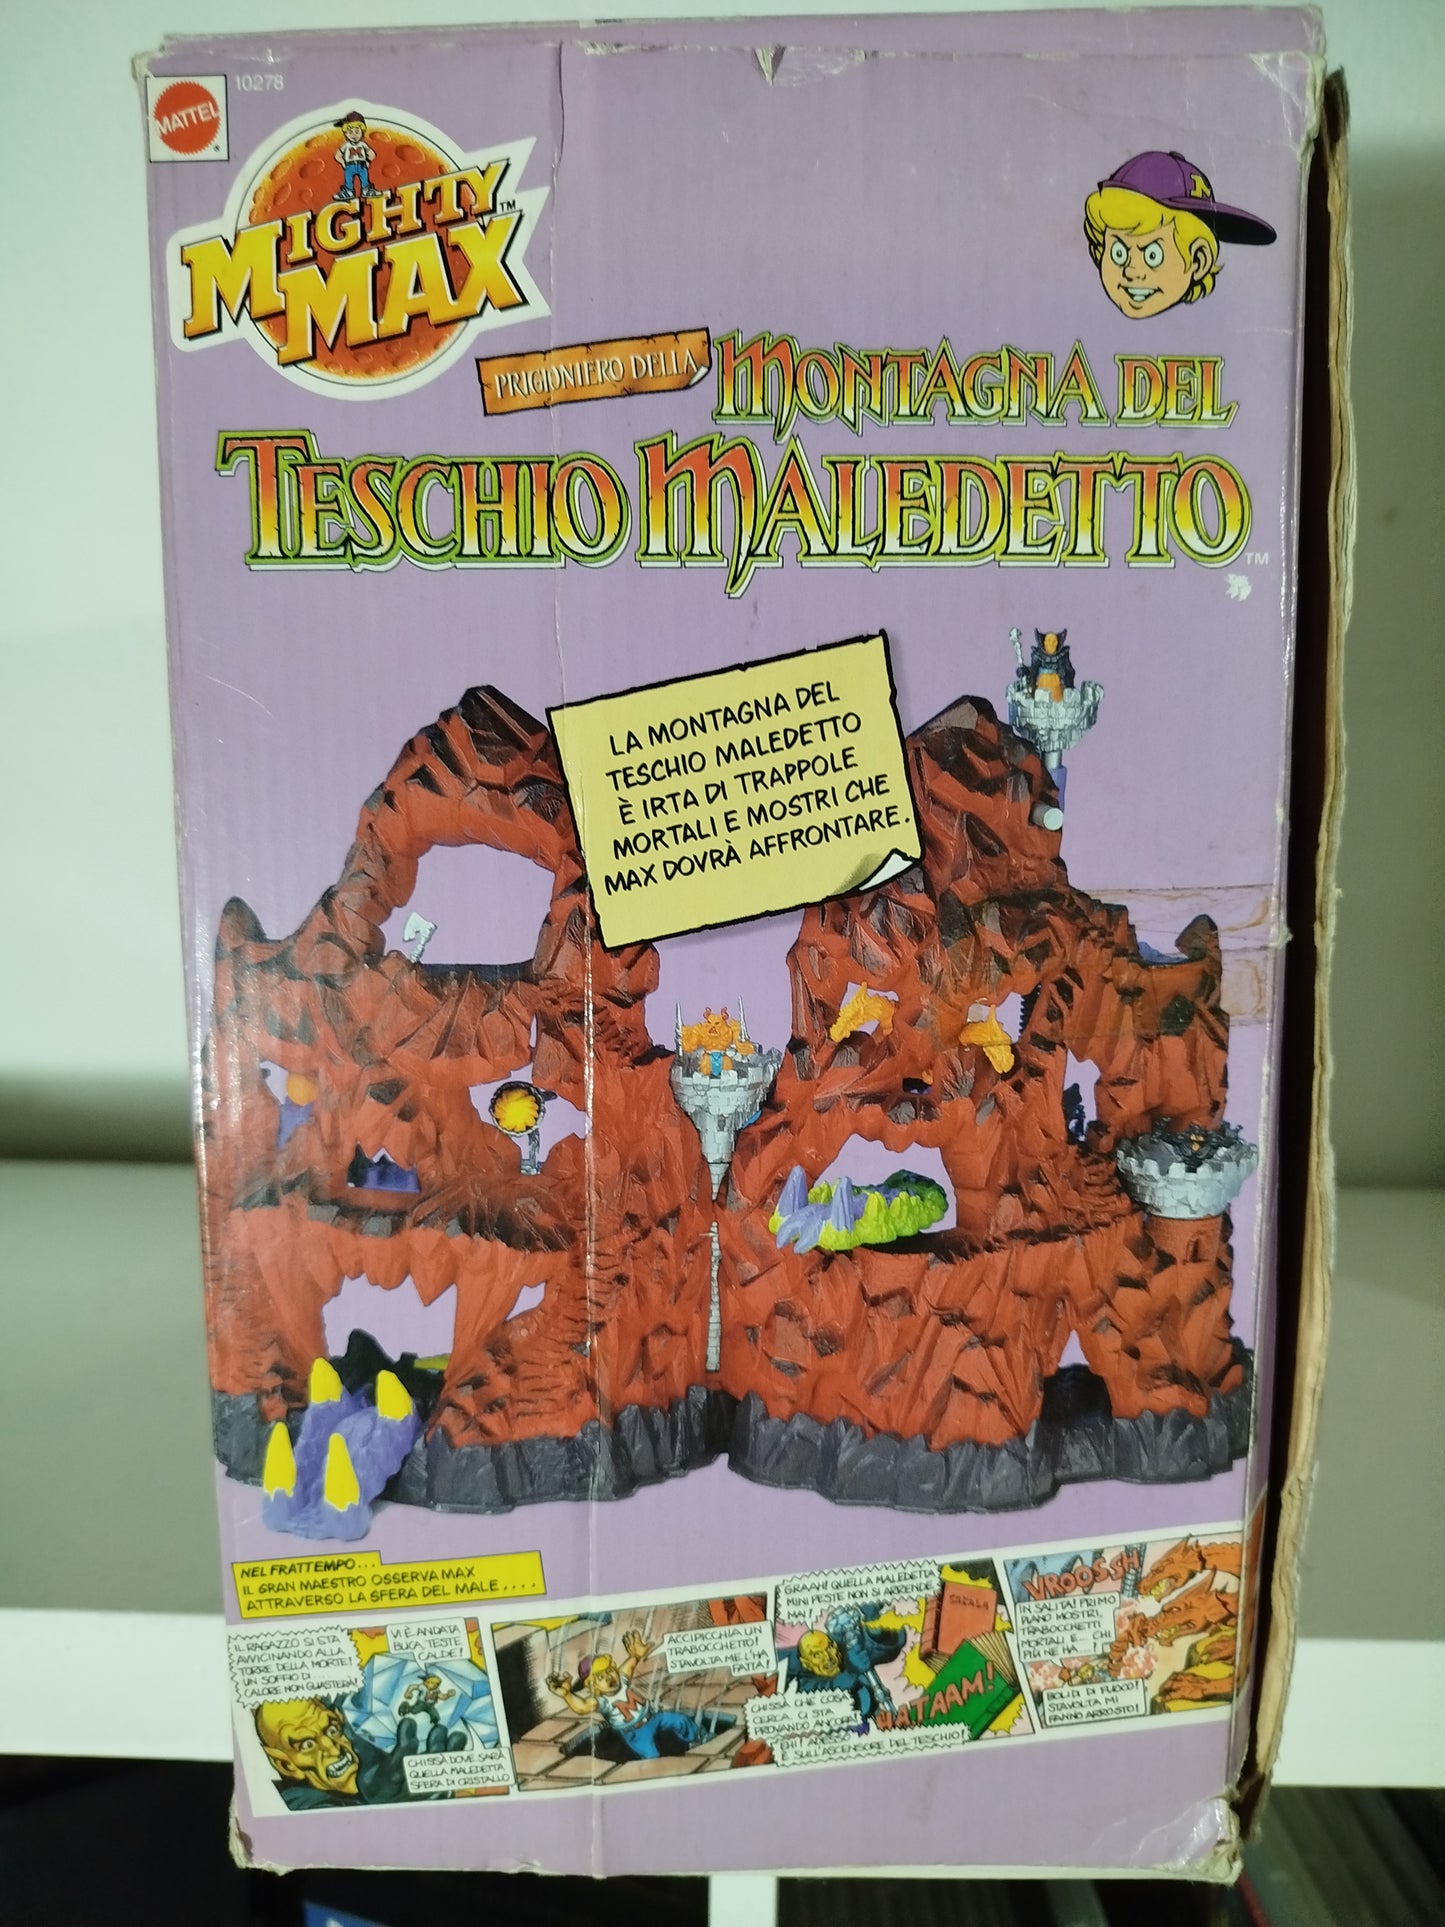 MATTEL
10278
MIGHTY
MAX
TM
M
M
PRIGIONIERO DELLA
MONTAGNA DEL
TESCHIO MALEDETTO
TM
LA MONTAGNA DEL
TESCHIO MALEDETTO
È IRTA DI TRAPPOLE
MORTALI E MOSTRI CHE
MAX DOVRÀ AFFRONTARE.
NEL FRATTEMPO...
IL GRAN MAESTRO OSSERVA MAX
ATTRAVERSO LA SFERA DEL MALE....
IL RAGAZZO SI STA
AVVICINANDO ALLA
TORRE DELLA MORTE!
UN SOFFIO DI.....
CALORE NON GUASTERÀ!
VI È ANDATA
BUCA, TESTE
CALDE!
CHISSÀ DOVE SARÀ
QUELLA MALEDETTA
SFERA DI CRISTALLO
ACCIPICCHIA UN
TRABOCCHETTO!
STAVOLTA ME L'HA
FATTA!
M
GRAAH! QUELLA MALEDETTA
MINI PESTE NON SI ARRENDE
MAI!
CHISSÀ CHE COSA
CERCA. CI STA
PROVANDO ANCORA!
EHI! ADESSO
È SULL'ASCENSORE DEL TESCHIO!
HATAAM!
VROOSSH
IN SALITA! PRIMO
PIANO MOSTRI,
TRABOCCHETTI
MORTALI E... CHI
PIÙ NE HA....!
BOLIDI DI FUOCO!
STAVOLTA MI
FANNO ARROSTO!